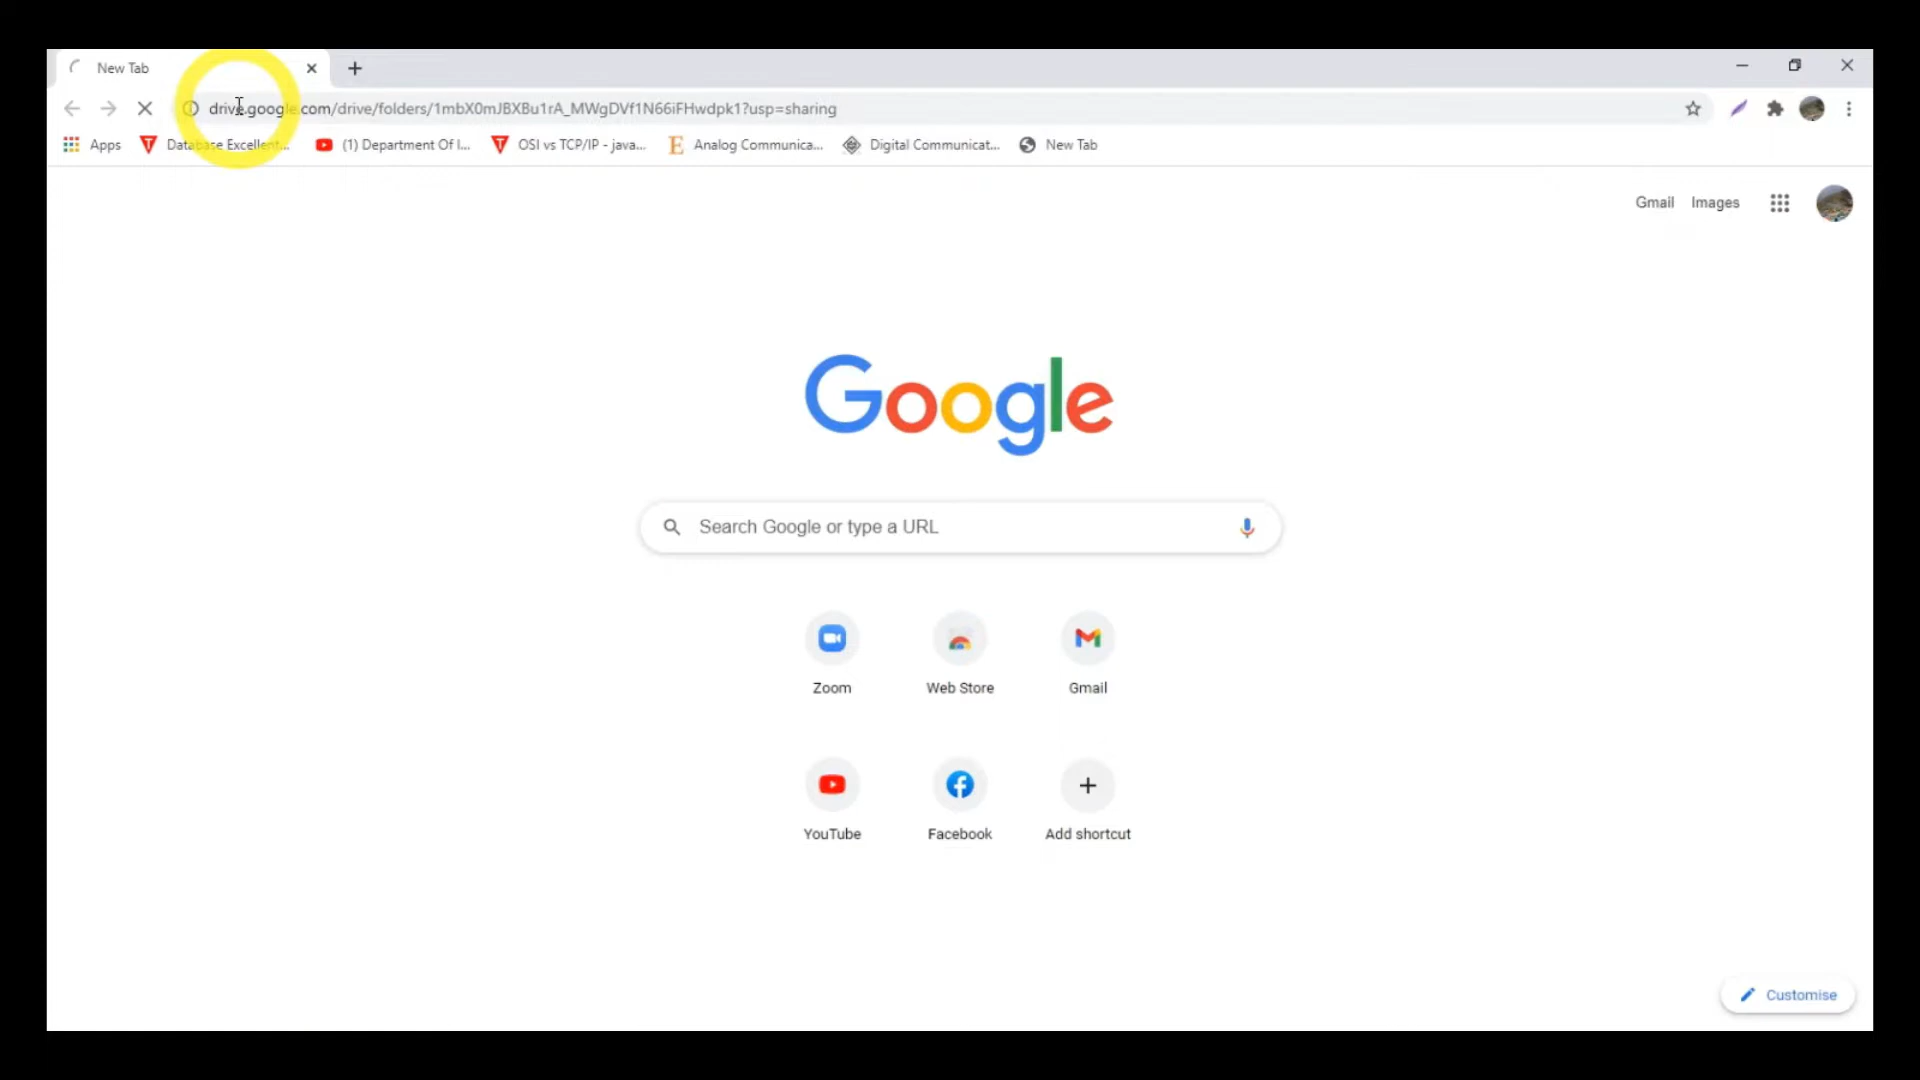 New Tab
drive.google.com/drive/folders/1mbX0mJBXBu1rA_MWgDVf1N66iFHwdpk1?usp=sharing
Apps Database Excellent... (1) Department Of I... OSI vs TCP/IP - java... Analog Communica... Digital Communicat... New Tab
Gmail Images
Google
Search Google or type a URL
Zoom Web Store Gmail
YouTube Facebook Add shortcut
Customise